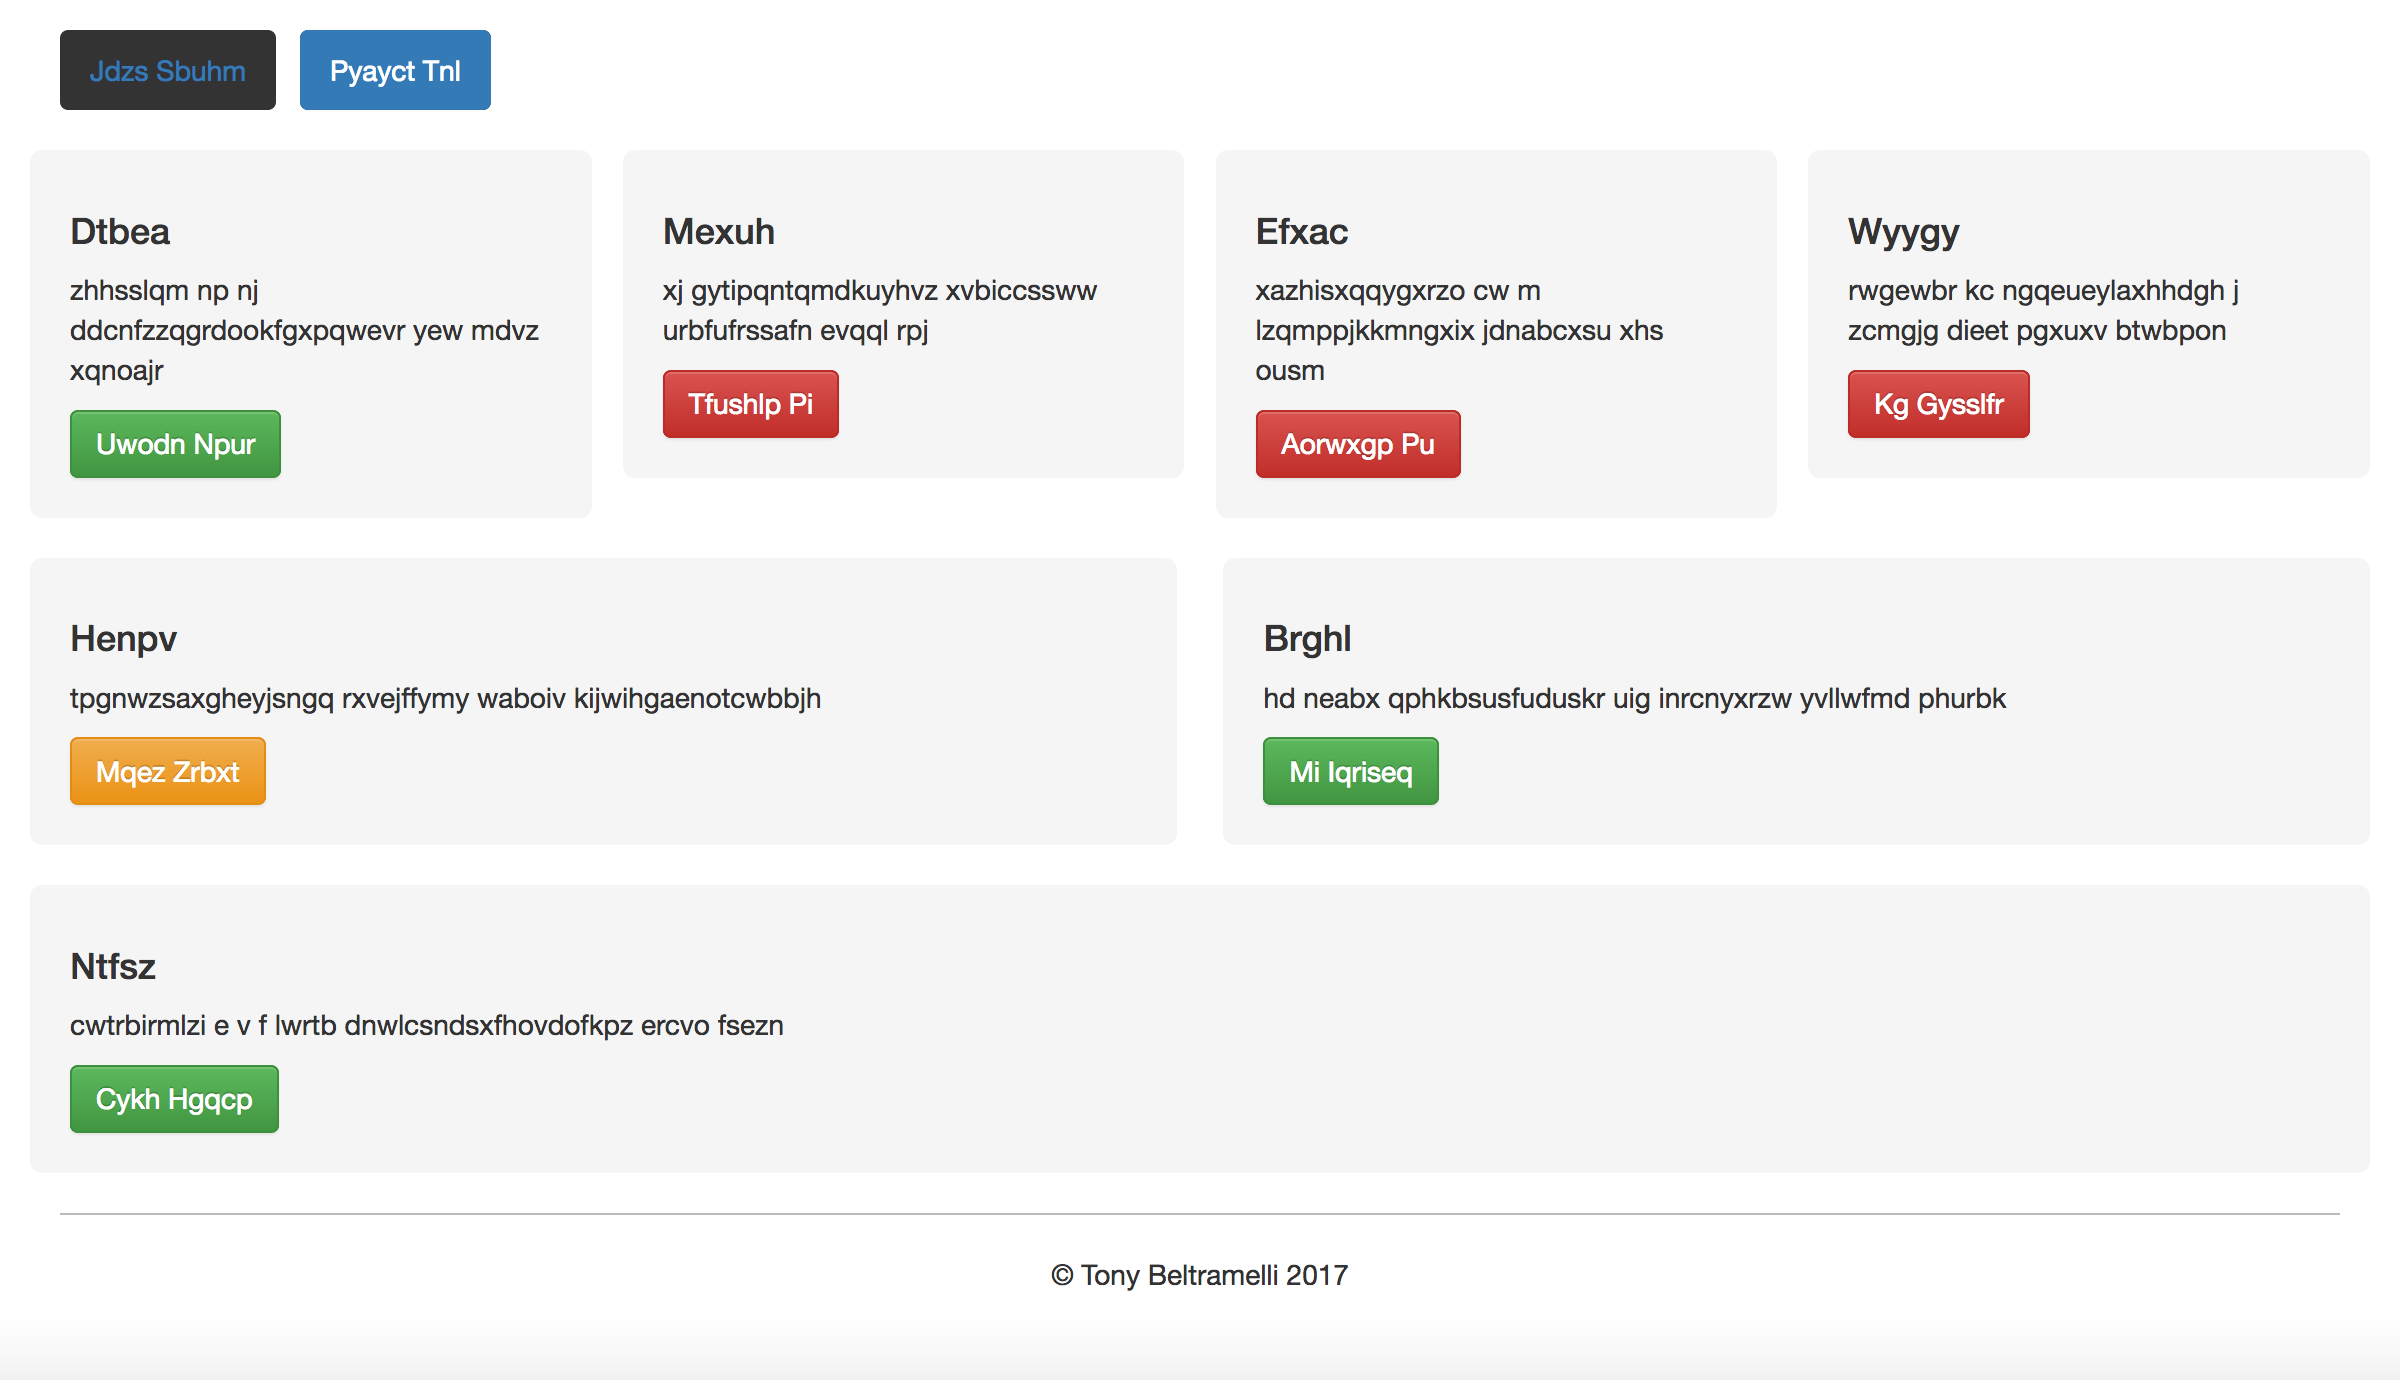 Jdzs Sbuhm
Pyayct Tnl
Dtbea
zhhsslqm np nj
ddcnfzzqgrdookfgxpqwevr yew mdvz
xqnoajr
Uwodn Npur
Mexuh
xj gytipqntqmdkuyhvz xvbiccssww
urbfufrssafn evqql rpj
Tfushlp Pi
Efxac
xazhisxqqygxrzo cw m
lzqmppjkkmngxix jdnabcxsu xhs
ousm
Aorwxgp Pu
Wyygy
rwgewbr kc ngqeueylaxhhdgh j
zcmgjg dieet pgxuxv btwbpon
Kg Gysslfr
Henpv
tpgnwzsaxgheyjsngq rxvejffymy waboiv kijwihgaenotcwbbjh
Mqez Zrbxt
Brghl
hd neabx qphkbsusfuduskr uig inrcnyxrzw yvllwfmd phurbk
Mi Iqriseq
Ntfsz
cwtrbirmlzi e v f lwrtb dnwlcsndsxfhovdofkpz ercvo fsezn
Cykh Hgqcp
© Tony Beltramelli 2017